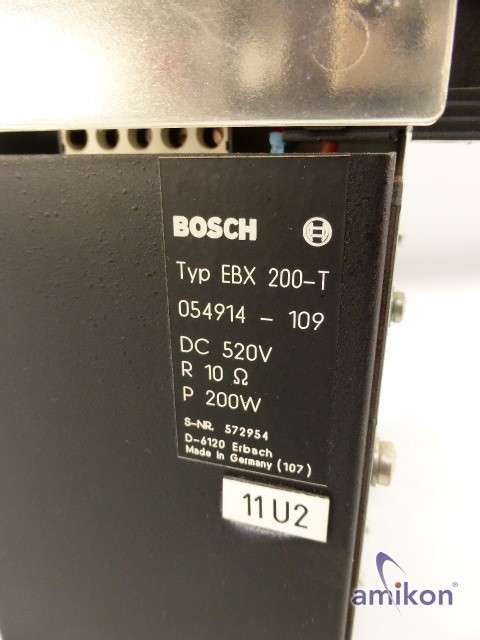 BOSCH
Typ EBX 200-T
054914 - 109
DC 520V
R 10 Ω
P 200W
S-NR. 572954
D-6120 Erbach
Made in Germany (107)
11U2
amikon®